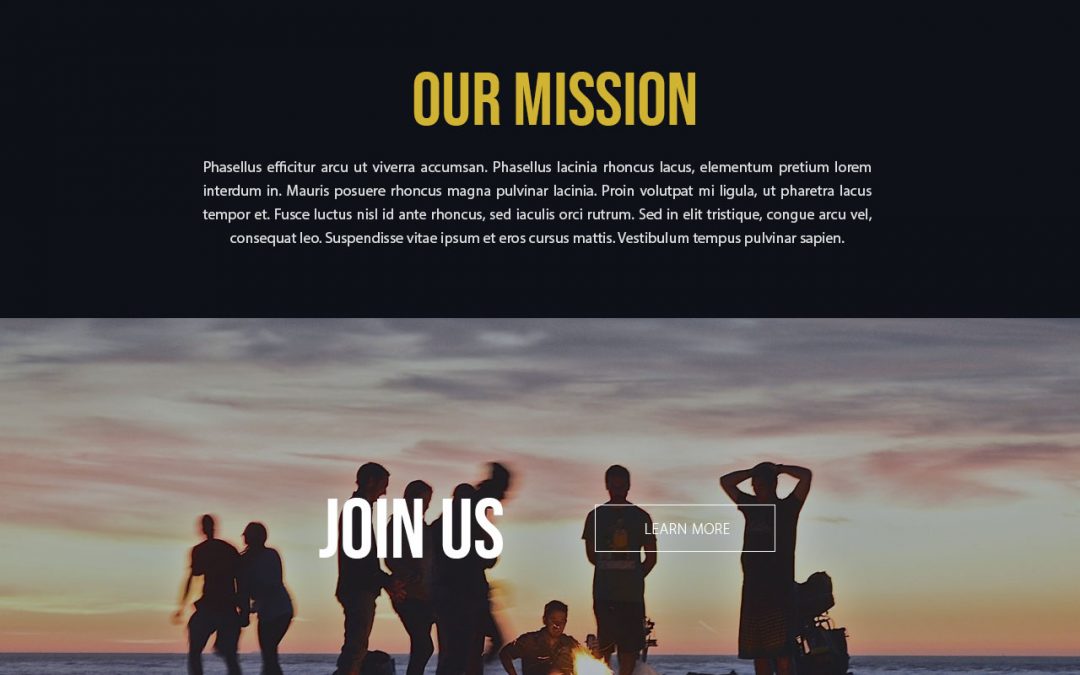 OUR MISSION
Phasellus efficitur arcu ut viverra accumsan. Phasellus lacinia rhoncus lacus, elementum pretium lorem
interdum in. Mauris posuere rhoncus magna pulvinar lacinia. Proin volutpat mi ligula, ut pharetra lacus
tempor et. Fusce luctus nisl id ante rhoncus, sed iaculis orci rutrum. Sed in elit tristique, congue arcu vel,
consequat leo. Suspendisse vitae ipsum et eros cursus mattis. Vestibulum tempus pulvinar sapien.
JOIN US
LEARN MORE